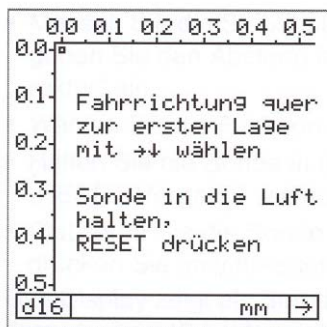 0.0 0.1 0.2 0.3 0.4 0.5
0.0
0.1
Fahrrichtung quer
zur ersten Lage
0.2
mit →↓ wählen
0.3
Sonde in die Luft
halten,
0.4
RESET drücken
0.5
d16 mm →